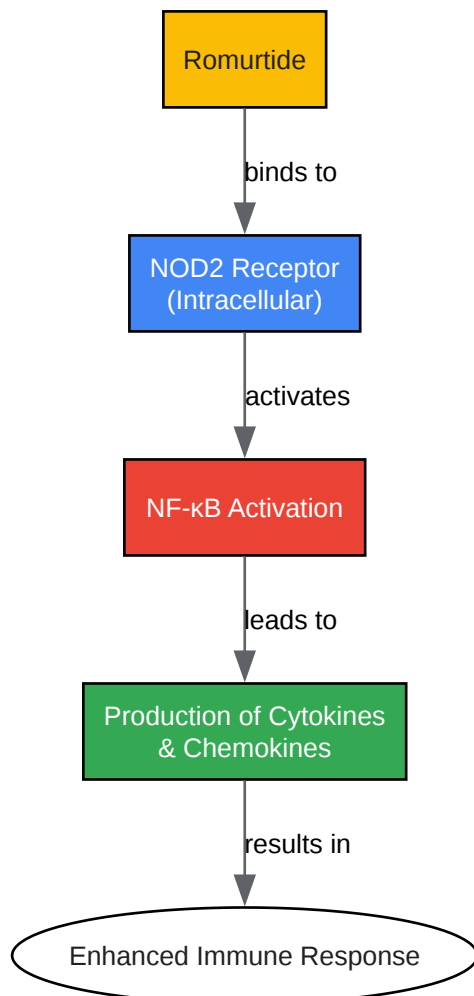 Romurtide
binds to
NOD2 Receptor
(Intracellular)
activates
NF-κB Activation
leads to
Production of Cytokines
& Chemokines
results in
Enhanced Immune Response